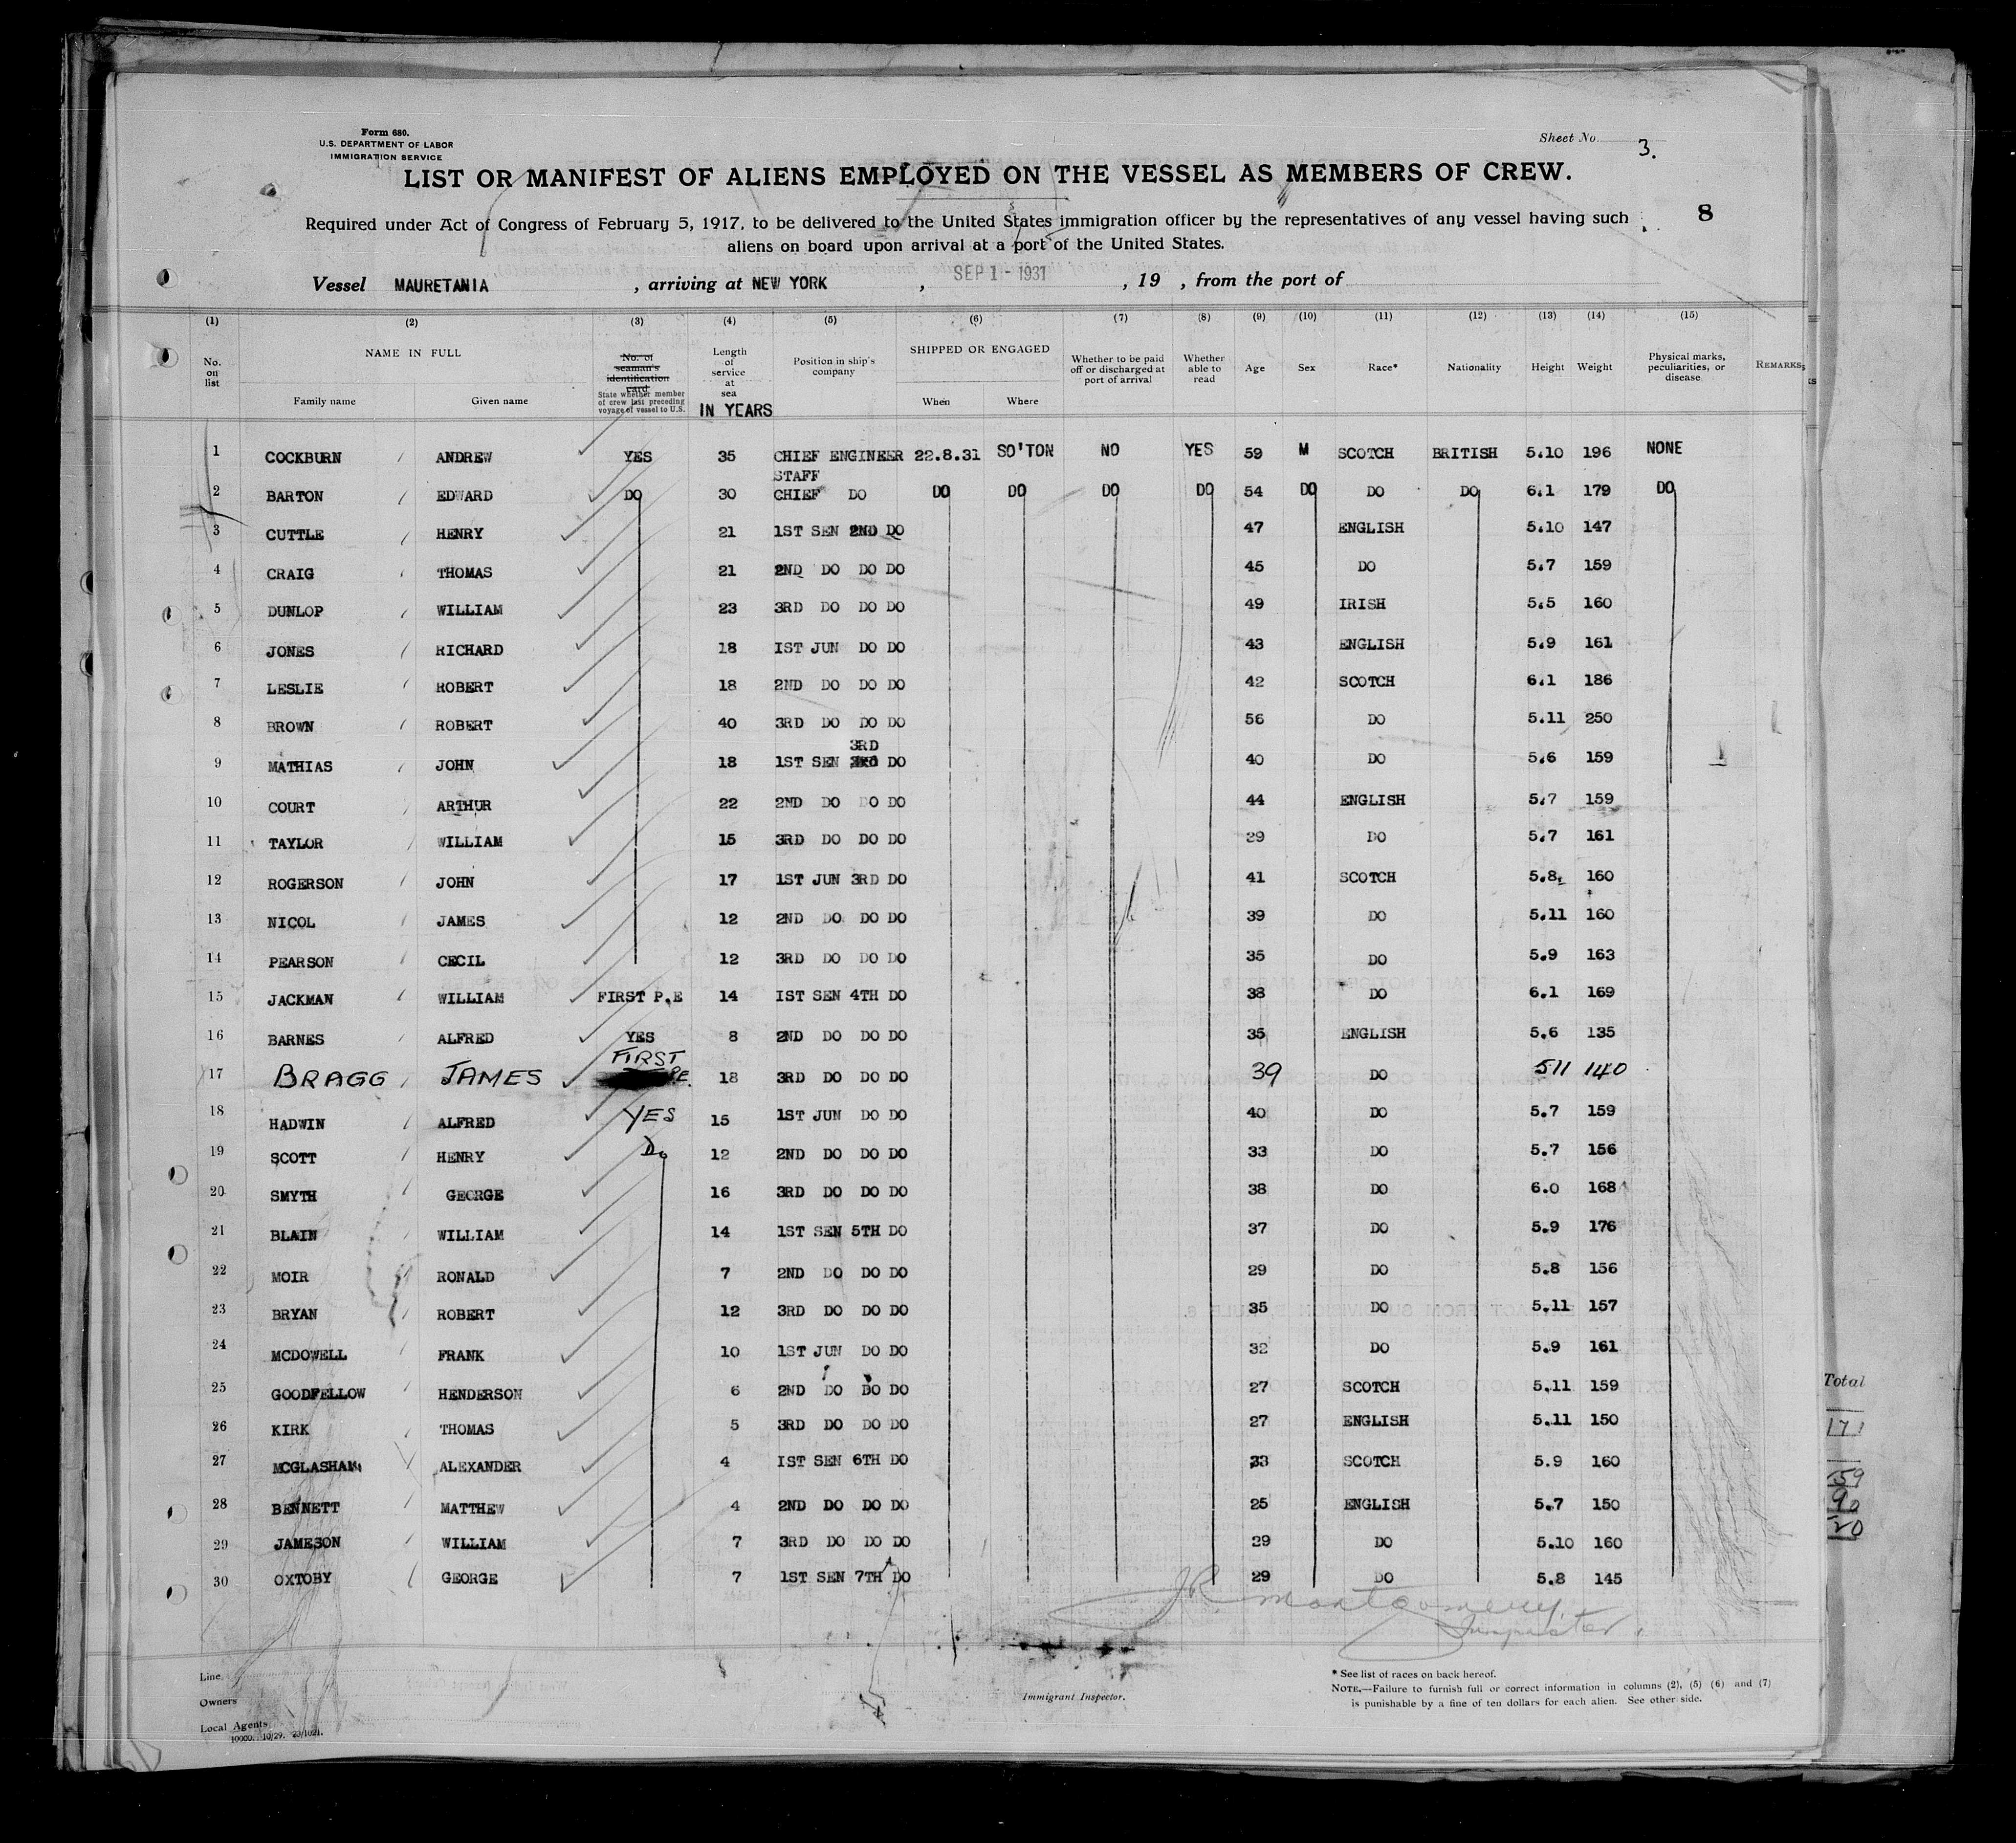 Form 680.
U.S. DEPARTMENT OF LABOR
IMMIGRATION SERVICE
Sheet No. 3.
LIST OR MANIFEST OF ALIENS EMPLOYED ON THE VESSEL AS MEMBERS OF CREW.
8
Required under Act of Congress of February 5, 1917, to be delivered to the United States immigration officer by the representatives of any vessel having such
aliens on board upon arrival at a port of the United States.
Vessel MAURETANIA, arriving at NEW YORK, SEP 1 - 1931, 19 , from the port of
(1) (2) (3) (4) (5) (6) (7) (8) (9) (10) (11) (12) (13) (14) (15)
No. on list
NAME IN FULL
Family name Given name
No. of seaman's identification card
State whether member of crew last preceding voyage of vessel to U.S.
Length of service at sea
IN YEARS
Position in ship's company
SHIPPED OR ENGAGED
When Where
Whether to be paid off or discharged at port of arrival
Whether able to read
Age Sex Race* Nationality Height Weight
Physical marks, peculiarities, or disease
REMARKS
1 COCKBURN ANDREW YES 35 CHIEF ENGINEER 22.8.31 SO'TON NO YES 59 M SCOTCH BRITISH 5.10 196 NONE
STAFF
2 BARTON EDWARD DO 30 CHIEF DO DO DO DO DO 54 DO DO DO 6.1 179 DO
3 CUTTLE HENRY 21 1ST SEN 2ND DO 47 ENGLISH 5.10 147
4 CRAIG THOMAS 21 2ND DO DO DO 45 DO 5.7 159
5 DUNLOP WILLIAM 23 3RD DO DO DO 49 IRISH 5.5 160
6 JONES RICHARD 18 IST JUN DO DO 43 ENGLISH 5.9 161
7 LESLIE ROBERT 18 2ND DO DO DO 42 SCOTCH 6.1 186
8 BROWN ROBERT 40 3RD DO DO DO 56 DO 5.11 250
3RD
9 MATHIAS JOHN 18 1ST SEN 3RD DO 40 DO 5.6 159
10 COURT ARTHUR 22 2ND DO DO DO 44 ENGLISH 5.7 159
11 TAYLOR WILLIAM 15 3RD DO DO DO 29 DO 5.7 161
12 ROGERSON JOHN 17 1ST JUN 3RD DO 41 SCOTCH 5.8 160
13 NICOL JAMES 12 2ND DO DO DO 39 DO 5.11 160
14 PEARSON CECIL 12 3RD DO DO DO 35 DO 5.9 163
15 JACKMAN WILLIAM FIRST P.E 14 IST SEN 4TH DO 38 DO 6.1 169
16 BARNES ALFRED YES 8 2ND DO DO DO 35 ENGLISH 5.6 135
FIRST
17 BRAGG JAMES P.E. 18 3RD DO DO DO 39 DO 511 140
18 HADWIN ALFRED YES 15 1ST JUN DO DO 40 DO 5.7 159
19 SCOTT HENRY Do 12 2ND DO DO DO 33 DO 5.7 156
20 SMYTH GEORGE 16 3RD DO DO DO 38 DO 6.0 168
21 BLAIN WILLIAM 14 1ST SEN 5TH DO 37 DO 5.9 176
22 MOIR RONALD 7 2ND DO DO DO 29 DO 5.8 156
23 BRYAN ROBERT 12 3RD DO DO DO 35 DO 5.11 157
24 MCDOWELL FRANK 10 1ST JUN DO DO 32 DO 5.9 161
25 GOODFELLOW HENDERSON 6 2ND DO DO DO 27 SCOTCH 5.11 159
26 KIRK THOMAS 5 3RD DO DO DO 27 ENGLISH 5.11 150
27 MCGLASHAN ALEXANDER 4 IST SEN 6TH DO 33 SCOTCH 5.9 160
28 BENNETT MATTHEW 4 2ND DO DO DO 25 ENGLISH 5.7 150
29 JAMESON WILLIAM 7 3RD DO DO DO 29 DO 5.10 160
30 OXTOBY GEORGE 7 1ST SEN 7TH DO 29 DO 5.8 145
Total
171
59
90
20
JR Montgomery
Inspector
Line
Owners
Local Agents
10000. 10/29. 23/1021.
Immigrant Inspector.
* See list of races on back hereof.
NOTE.—Failure to furnish full or correct information in columns (2), (5) (6) and (7)
is punishable by a fine of ten dollars for each alien. See other side.